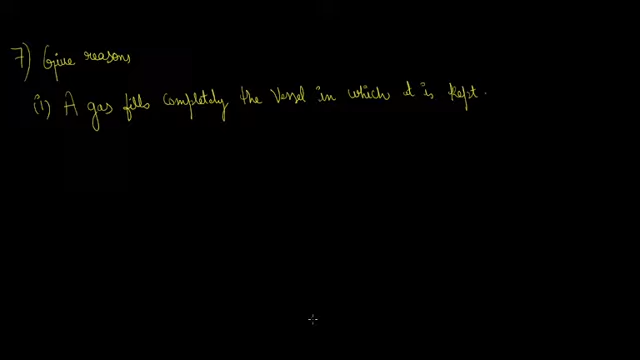 7) Give reasons
(i) A gas fills completely the vessel in which it is kept.